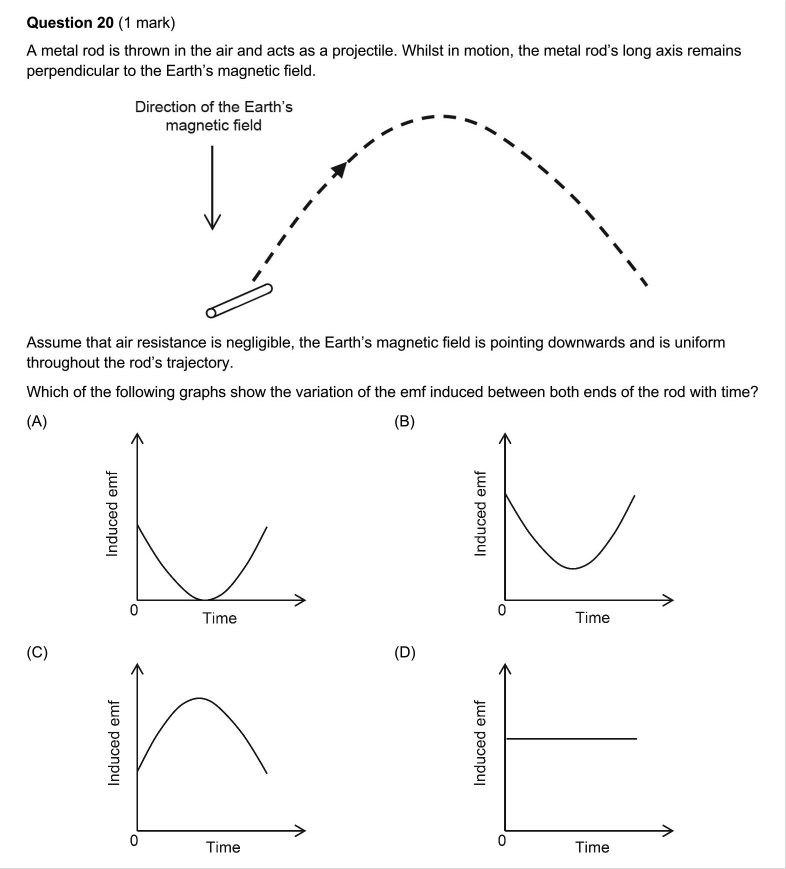 Question 20 (1 mark)
A metal rod is thrown in the air and acts as a projectile. Whilst in motion, the metal rod's long axis remains
perpendicular to the Earth's magnetic field.
Direction of the Earth's
magnetic field
Assume that air resistance is negligible, the Earth's magnetic field is pointing downwards and is uniform
throughout the rod's trajectory.
Which of the following graphs show the variation of the emf induced between both ends of the rod with time?
(A)
Induced emf
0
Time
(B)
Induced emf
0
Time
(C)
Induced emf
0
Time
(D)
Induced emf
0
Time